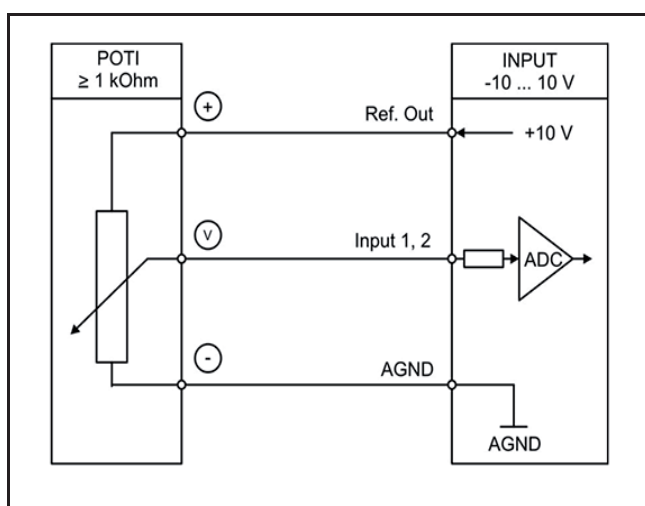 POTI
≥ 1 kOhm
INPUT
-10 ... 10 V
+
Ref. Out
+10 V
V
Input 1, 2
ADC
-
AGND
AGND